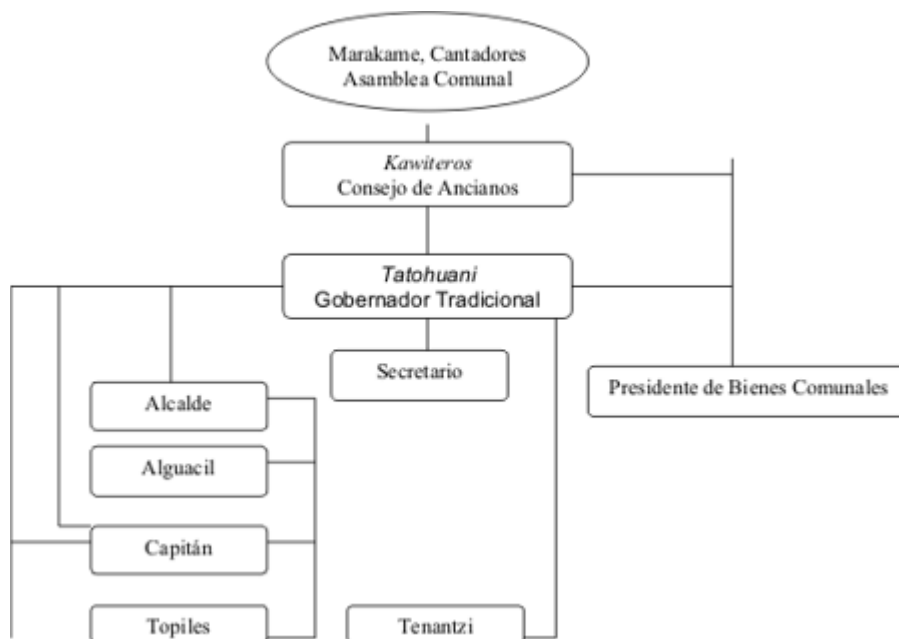 Marakame, Cantadores
Asamblea Comunal
Kawiteros
Consejo de Ancianos
Tatohuani
Gobernador Tradicional
Secretario
Presidente de Bienes Comunales
Alcalde
Alguacil
Capitán
Topiles
Tenantzi